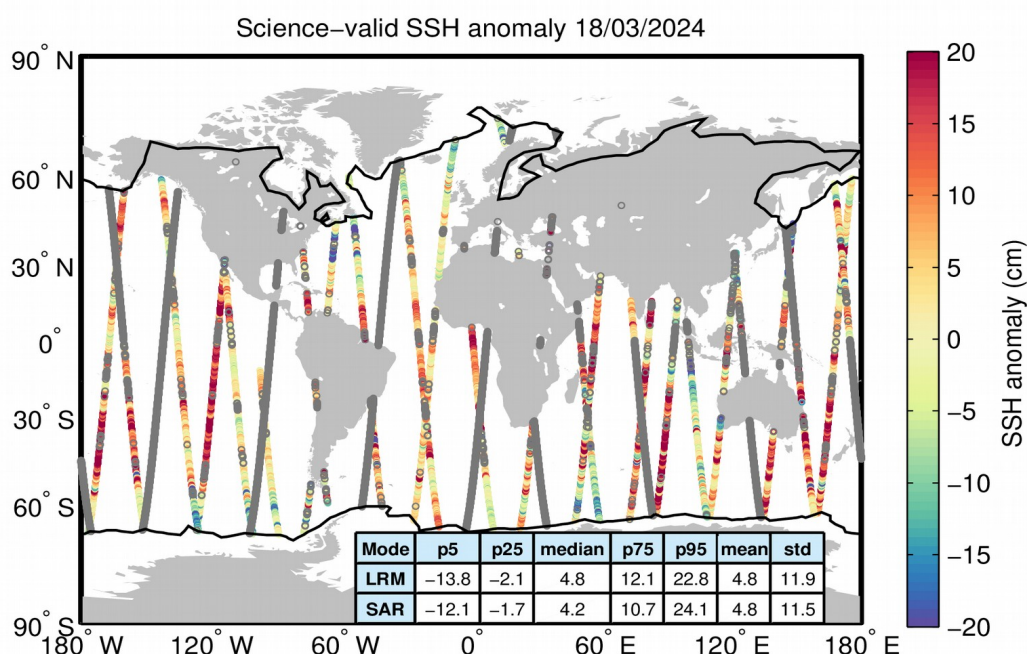 Science−valid SSH anomaly 18/03/2024
90° N
60° N
30° N
0°
30° S
60° S
90° S
180° W 120° W 60° W 0° 60° E 120° E 180° E
Mode p5 p25 median p75 p95 mean std
LRM −13.8 −2.1 4.8 12.1 22.8 4.8 11.9
SAR −12.1 −1.7 4.2 10.7 24.1 4.8 11.5
20
15
10
5
0
−5
−10
−15
−20
SSH anomaly (cm)